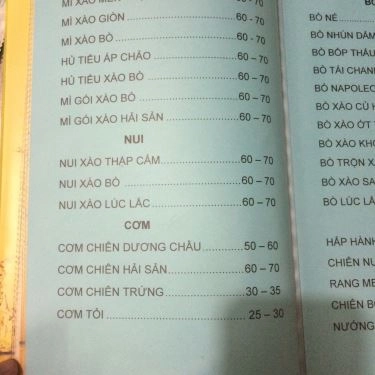 MÌ XÀO
MÌ XÀO GIÒN ........ 60 - 70
MÌ XÀO BÒ ........ 60 - 70
HỦ TIẾU ÁP CHẢO ........ 60 - 70
HỦ TIẾU XÀO BÒ ........ 60 - 70
MÌ GÓI XÀO BÒ ........ 60 - 70
MÌ GÓI XÀO HẢI SẢN ........ 60 - 70
NUI
NUI XÀO THẬP CẨM ........ 60 - 70
NUI XÀO BÒ ........ 60 - 70
NUI XÀO LÚC LẮC ........ 60 - 70
CƠM
CƠM CHIÊN DƯƠNG CHÂU ........ 50 - 60
CƠM CHIÊN HẢI SẢN ........ 60 - 70
CƠM CHIÊN TRỨNG ........ 30 - 35
CƠM TỎI ........ 25 - 30
BÒ NÉ
BÒ NHÚN DẤM
BÒ BÓP THẤU
BÒ TÁI CHANH
BÒ NAPOLEO
BÒ XÀO CỦ H
BÒ XÀO ỚT
BÒ XÀO KHÔ
BÒ TRỘN X
BÒ XÀO SA
BÒ LÚC LẮ
HẤP HÀNH
CHIÊN NƯ
RANG ME
CHIÊN B
NƯỚNG